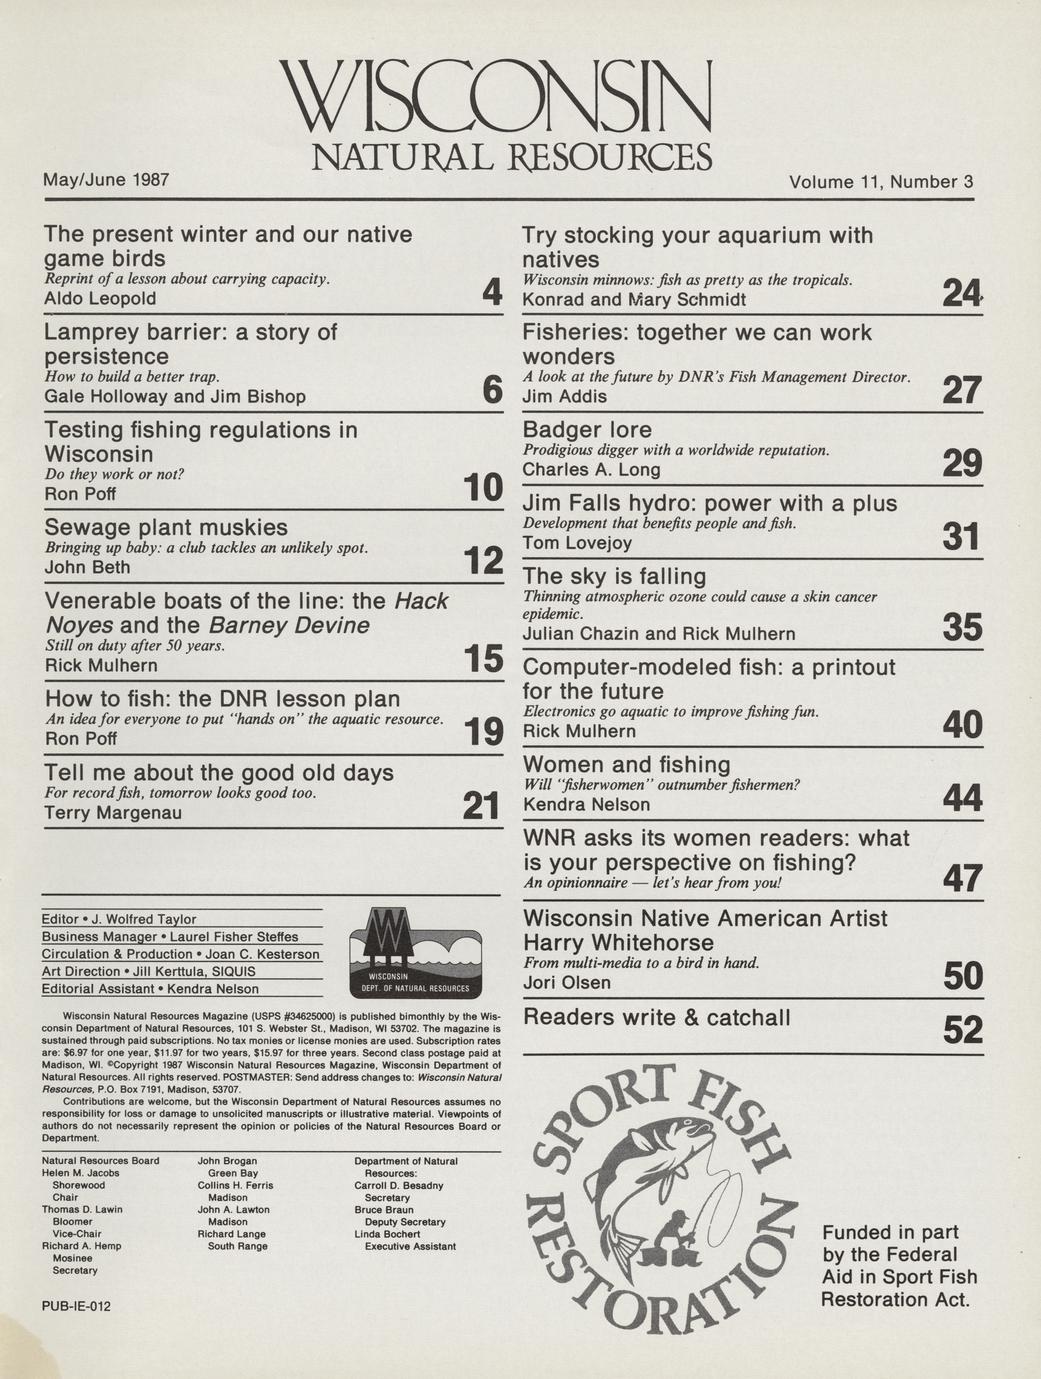 WISCONSIN
NATURAL RESOURCES
May/June 1987
Volume 11, Number 3
The present winter and our native
game birds
Reprint of a lesson about carrying capacity.
Aldo Leopold
4
Lamprey barrier: a story of
persistence
How to build a better trap.
Gale Holloway and Jim Bishop
6
Testing fishing regulations in
Wisconsin
Do they work or not?
Ron Poff
10
Sewage plant muskies
Bringing up baby: a club tackles an unlikely spot.
John Beth
12
Venerable boats of the line: the Hack
Noyes and the Barney Devine
Still on duty after 50 years.
Rick Mulhern
15
How to fish: the DNR lesson plan
An idea for everyone to put "hands on" the aquatic resource.
Ron Poff
19
Tell me about the good old days
For record fish, tomorrow looks good too.
Terry Margenau
21
Try stocking your aquarium with
natives
Wisconsin minnows: fish as pretty as the tropicals.
Konrad and Mary Schmidt
24
Fisheries: together we can work
wonders
A look at the future by DNR's Fish Management Director.
Jim Addis
27
Badger lore
Prodigious digger with a worldwide reputation.
Charles A. Long
29
Jim Falls hydro: power with a plus
Development that benefits people and fish.
Tom Lovejoy
31
The sky is falling
Thinning atmospheric ozone could cause a skin cancer
epidemic.
Julian Chazin and Rick Mulhern
35
Computer-modeled fish: a printout
for the future
Electronics go aquatic to improve fishing fun.
Rick Mulhern
40
Women and fishing
Will "fisherwomen" outnumber fishermen?
Kendra Nelson
44
WNR asks its women readers: what
is your perspective on fishing?
An opinionnaire — let's hear from you!
47
Wisconsin Native American Artist
Harry Whitehorse
From multi-media to a bird in hand.
Jori Olsen
50
Readers write & catchall
52
Editor • J. Wolfred Taylor
Business Manager • Laurel Fisher Steffes
Circulation & Production • Joan C. Kesterson
Art Direction • Jill Kerttula, SIQUIS
Editorial Assistant • Kendra Nelson
W
WISCONSIN
DEPT. OF NATURAL RESOURCES
Wisconsin Natural Resources Magazine (USPS #34625000) is published bimonthly by the Wis-
consin Department of Natural Resources, 101 S. Webster St., Madison, WI 53702. The magazine is
sustained through paid subscriptions. No tax monies or license monies are used. Subscription rates
are: $6.97 for one year, $11.97 for two years, $15.97 for three years. Second class postage paid at
Madison, WI. ©Copyright 1987 Wisconsin Natural Resources Magazine, Wisconsin Department of
Natural Resources. All rights reserved. POSTMASTER: Send address changes to: Wisconsin Natural
Resources, P.O. Box 7191, Madison, 53707.
Contributions are welcome, but the Wisconsin Department of Natural Resources assumes no
responsibility for loss or damage to unsolicited manuscripts or illustrative material. Viewpoints of
authors do not necessarily represent the opinion or policies of the Natural Resources Board or
Department.
Natural Resources Board
Helen M. Jacobs
Shorewood
Chair
Thomas D. Lawin
Bloomer
Vice-Chair
Richard A. Hemp
Mosinee
Secretary
John Brogan
Green Bay
Collins H. Ferris
Madison
John A. Lawton
Madison
Richard Lange
South Range
Department of Natural
Resources:
Carroll D. Besadny
Secretary
Bruce Braun
Deputy Secretary
Linda Bochert
Executive Assistant
PUB-IE-012
SPORT FISH
RESTORATION
Funded in part
by the Federal
Aid in Sport Fish
Restoration Act.